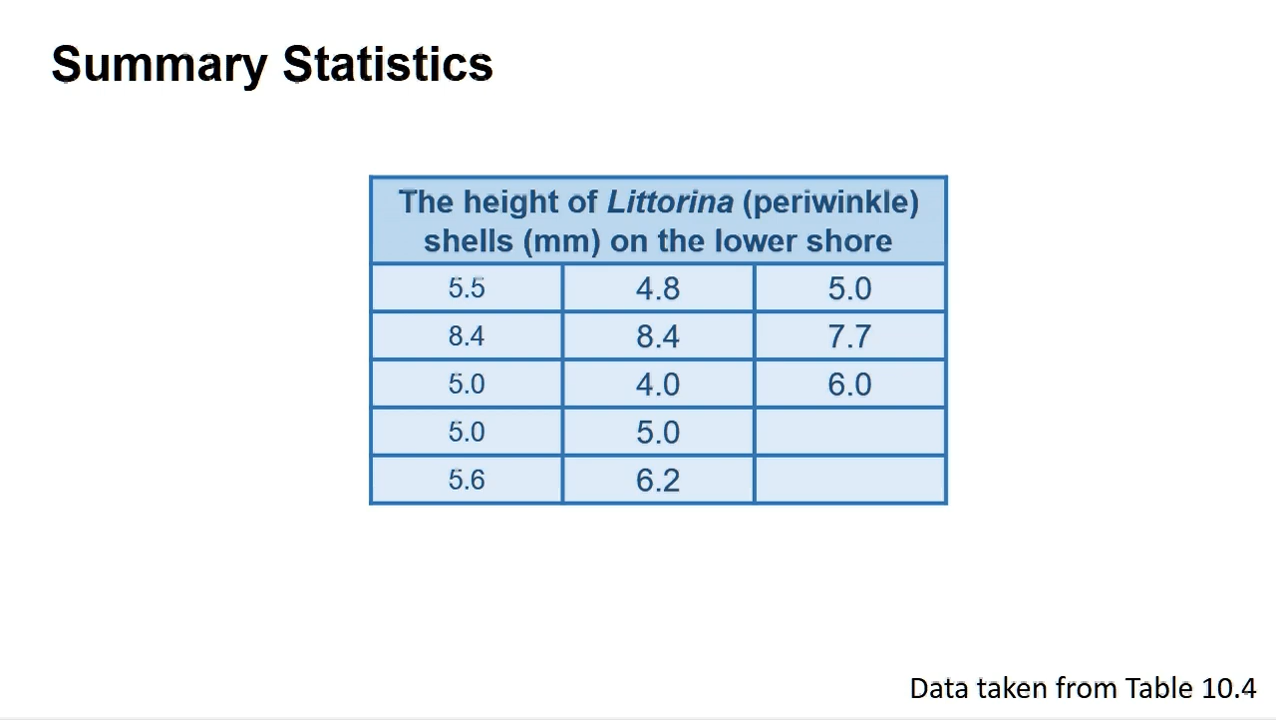 Summary Statistics
The height of Littorina (periwinkle)
shells (mm) on the lower shore
5.5 4.8 5.0
8.4 8.4 7.7
5.0 4.0 6.0
5.0 5.0
5.6 6.2
Data taken from Table 10.4